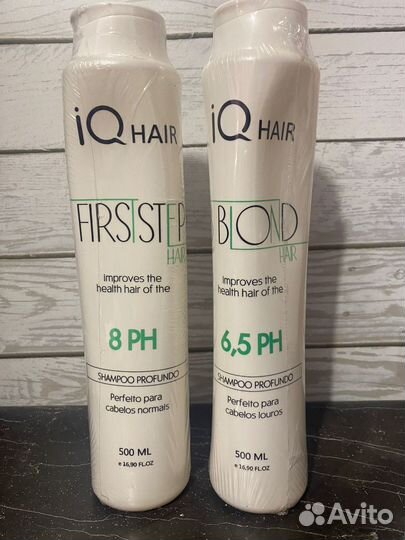 iQ HAIR
FIRSTSTEP
HAIR
Improves the
health hair of the
8 PH
SHAMPOO PROFUNDO
Perfeito para
cabelos normais
500 ML
e 16,90 FL.OZ
iQ HAIR
BLOND
HAIR
Improves the
health hair of the
6,5 PH
SHAMPOO PROFUNDO
Perfeito para
cabelos louros
500 ML
e 16,90 FL.OZ
Avito